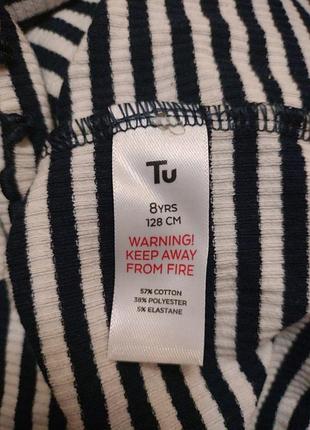 Tu
8YRS
128 CM
WARNING!
KEEP AWAY
FROM FIRE
57% COTTON
38% POLYESTER
5% ELASTANE